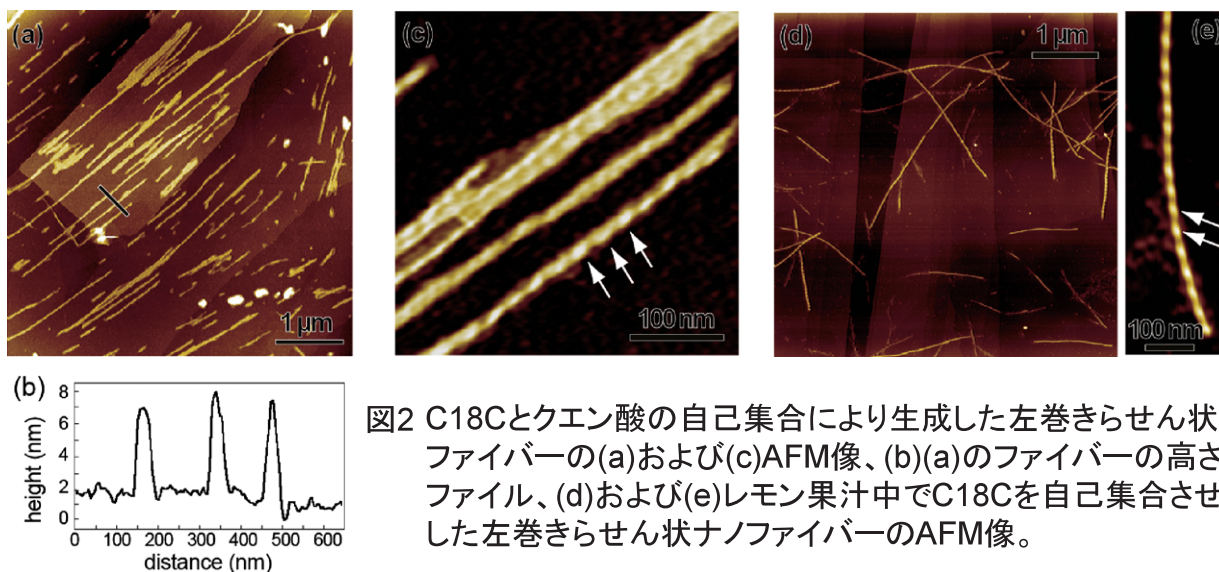 (a)
1 μm
(c)
100 nm
(d)
1 μm
(e)
100 nm
(b)
8
6
4
2
0
height (nm)
0 100 200 300 400 500 600
distance (nm)
図2 C18Cとクエン酸の自己集合により生成した左巻きらせん状
ファイバーの(a)および(c)AFM像、(b)(a)のファイバーの高さ
ファイル、(d)および(e)レモン果汁中でC18Cを自己集合させ
した左巻きらせん状ナノファイバーのAFM像。